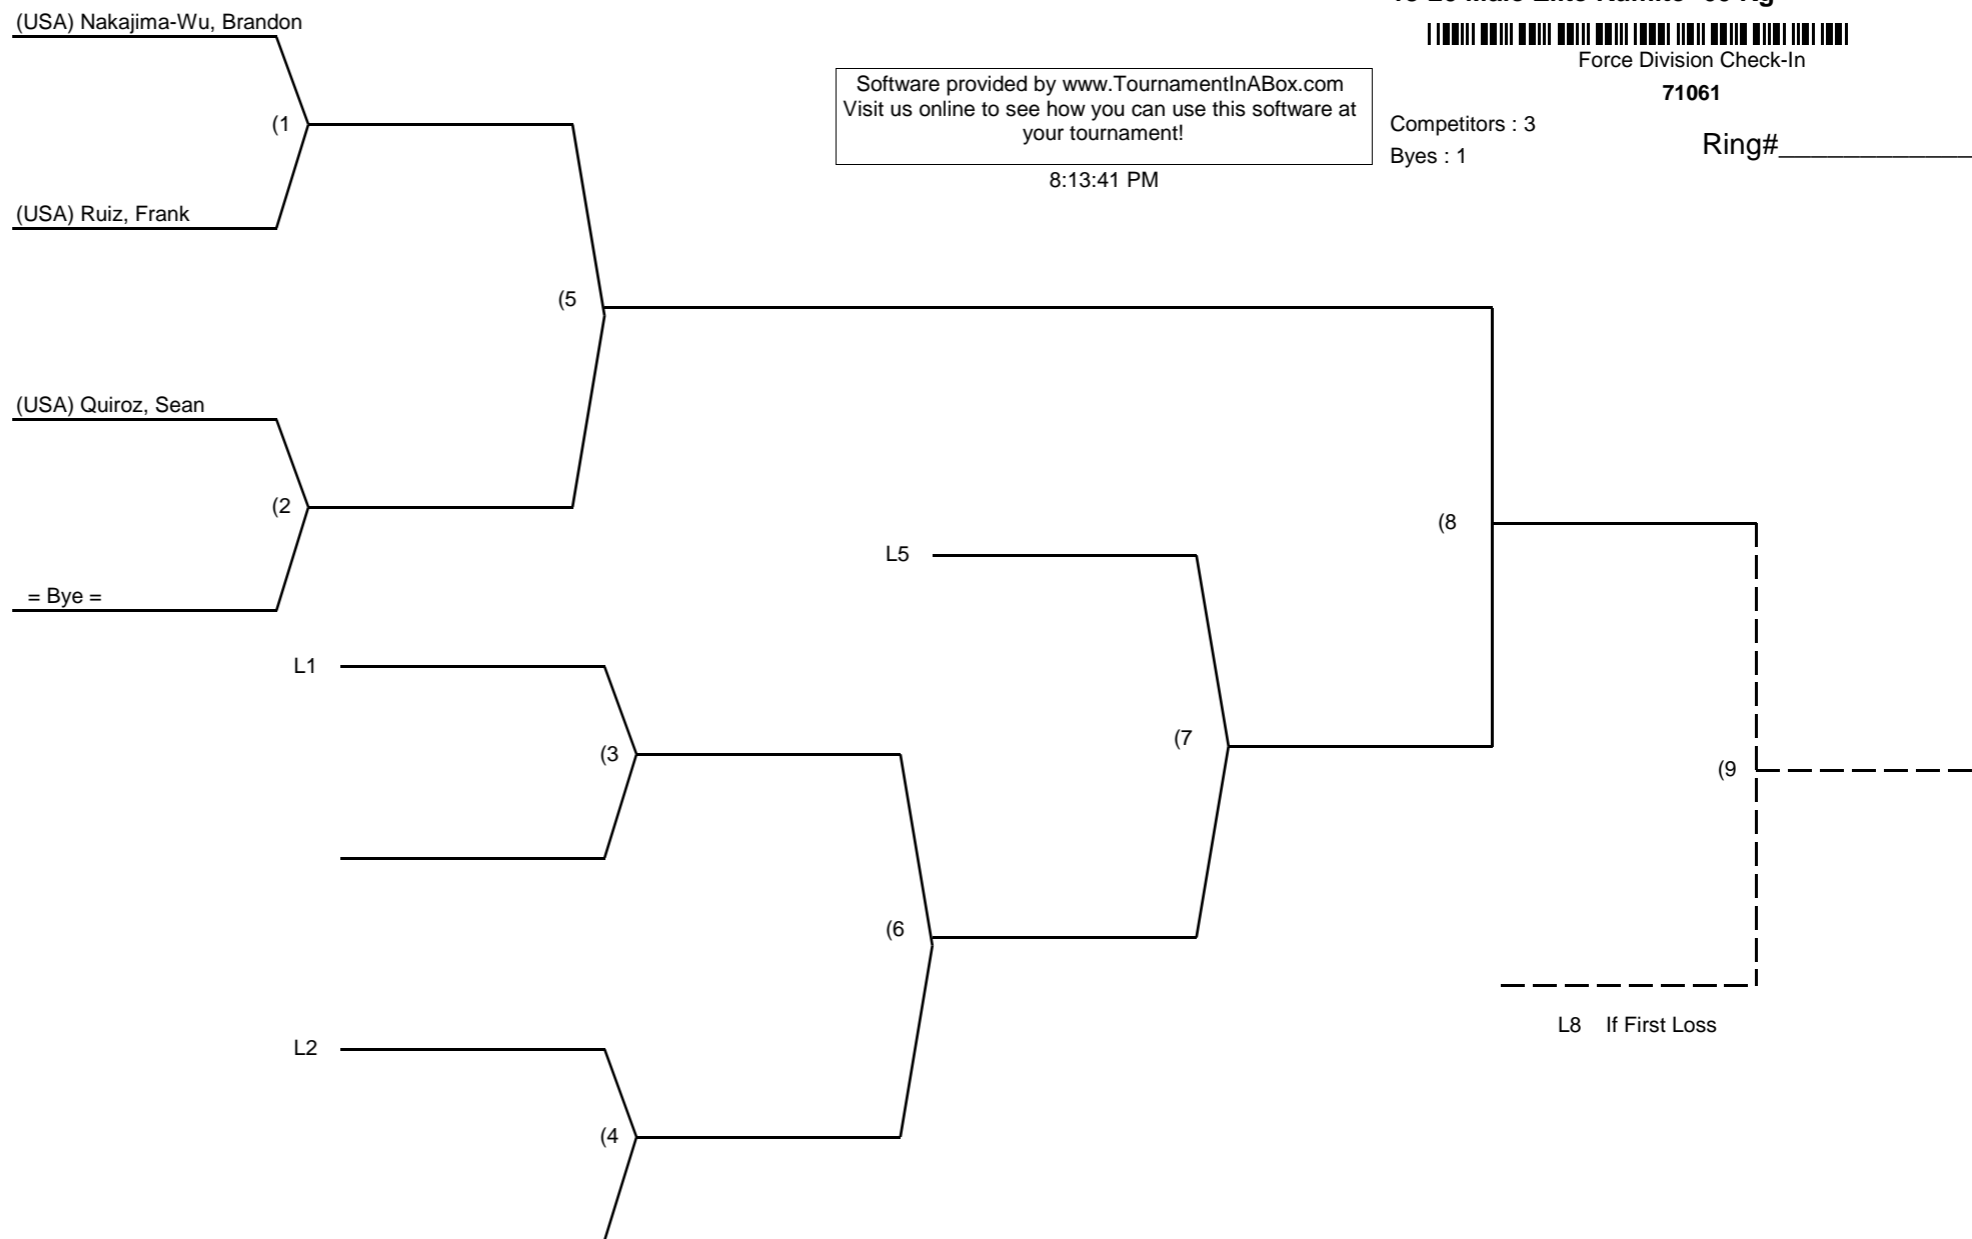 (USA) Nakajima-Wu, Brandon
Force Division Check-In
Software provided by www.TournamentInABox.com
Visit us online to see how you can use this software at
your tournament!
71061
Competitors : 3
(1
Ring#____________
Byes : 1
8:13:41 PM
(USA) Ruiz, Frank
(5
(USA) Quiroz, Sean
(2
(8
L5
= Bye =
L1
(7
(3
(9
(6
L8 If First Loss
L2
(4